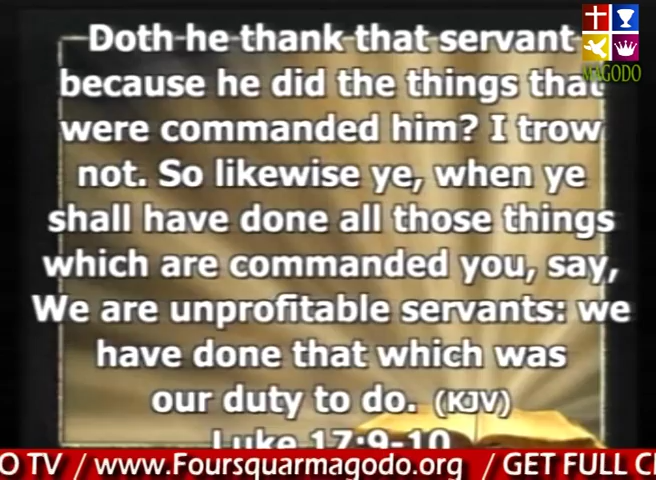 Doth he thank that servant
because he did the things that
were commanded him? I trow
not. So likewise ye, when ye
shall have done all those things
which are commanded you, say,
We are unprofitable servants: we
have done that which was
our duty to do. (KJV)
Luke 17:9-10
MAGODO
O TV / www.Foursquarmagodo.org / GET FULL